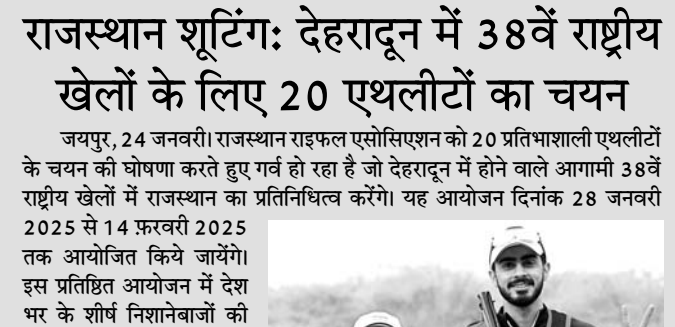 राजस्थान शूटिंग: देहरादून में 38वें राष्ट्रीय
खेलों के लिए 20 एथलीटों का चयन
जयपुर, 24 जनवरी। राजस्थान राइफल एसोसिएशन को 20 प्रतिभाशाली एथलीटों
के चयन की घोषणा करते हुए गर्व हो रहा है जो देहरादून में होने वाले आगामी 38वें
राष्ट्रीय खेलों में राजस्थान का प्रतिनिधित्व करेंगे। यह आयोजन दिनांक 28 जनवरी
2025 से 14 फ़रवरी 2025
तक आयोजित किये जायेंगे।
इस प्रतिष्ठित आयोजन में देश
भर के शीर्ष निशानेबाजों की